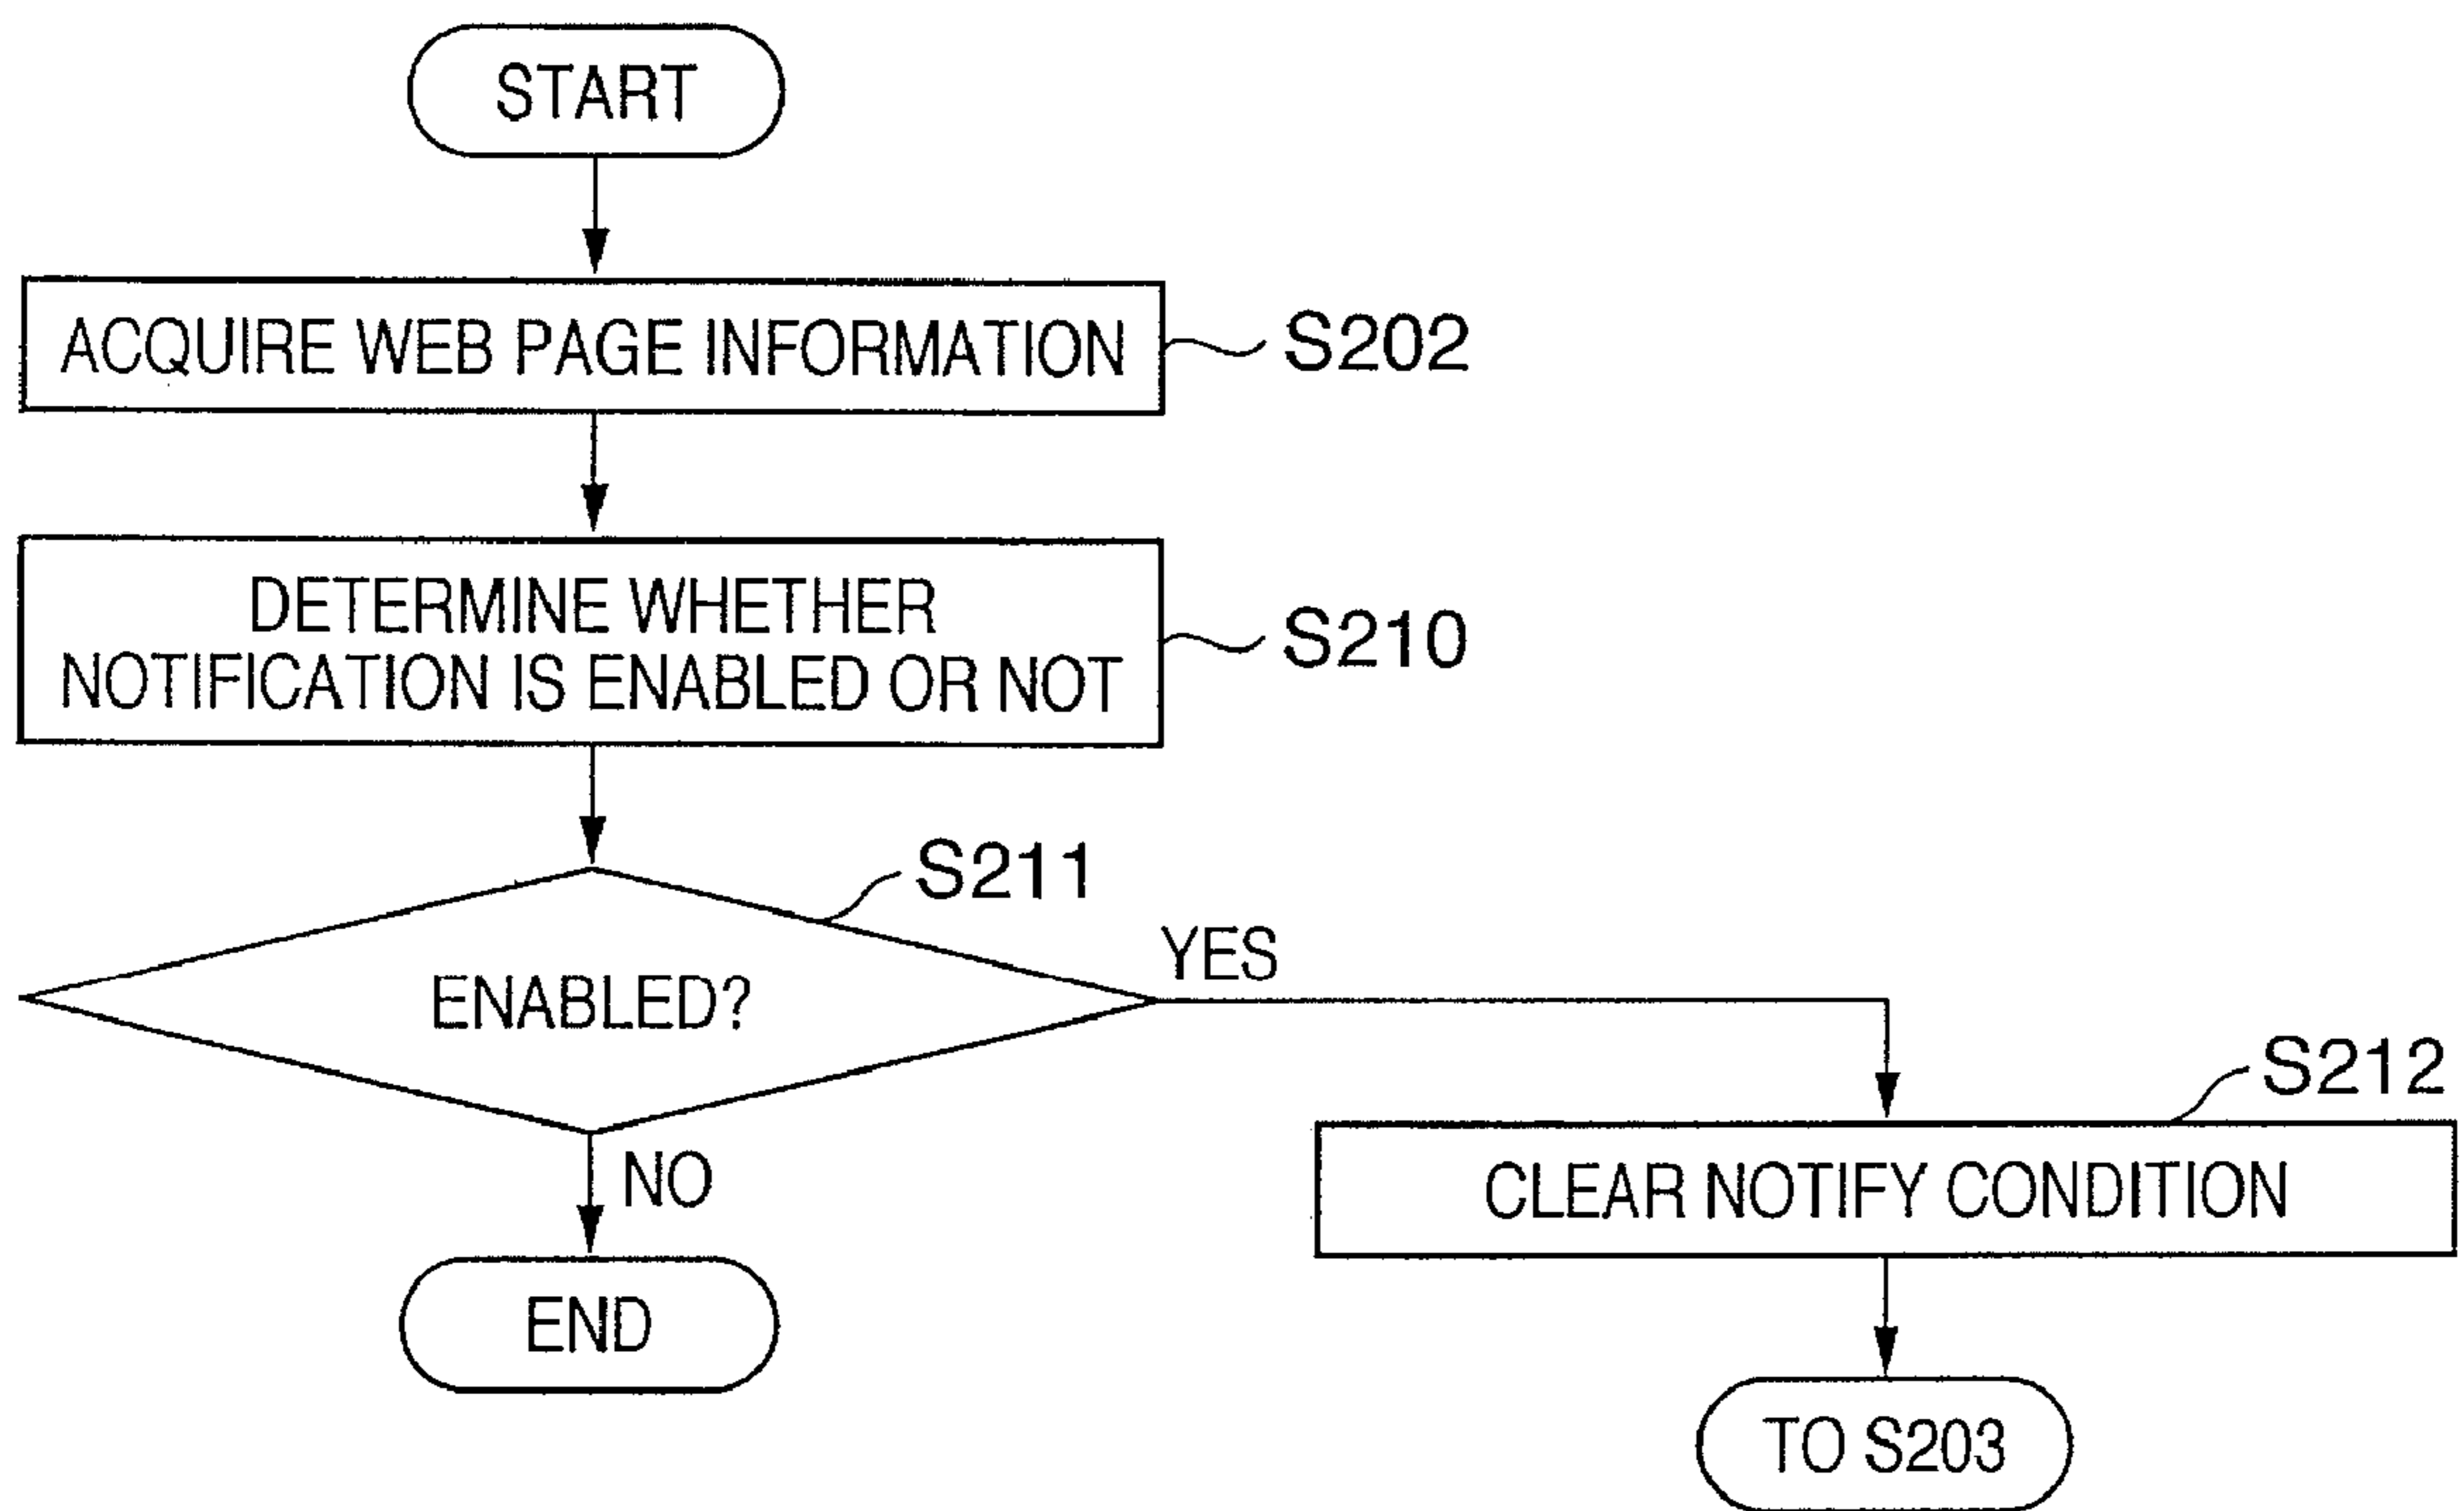 START
ACQUIRE WEB PAGE INFORMATION
S202
DETERMINE WHETHER
NOTIFICATION IS ENABLED OR NOT
S210
S211
ENABLED?
YES
NO
END
S212
CLEAR NOTIFY CONDITION
TO S203